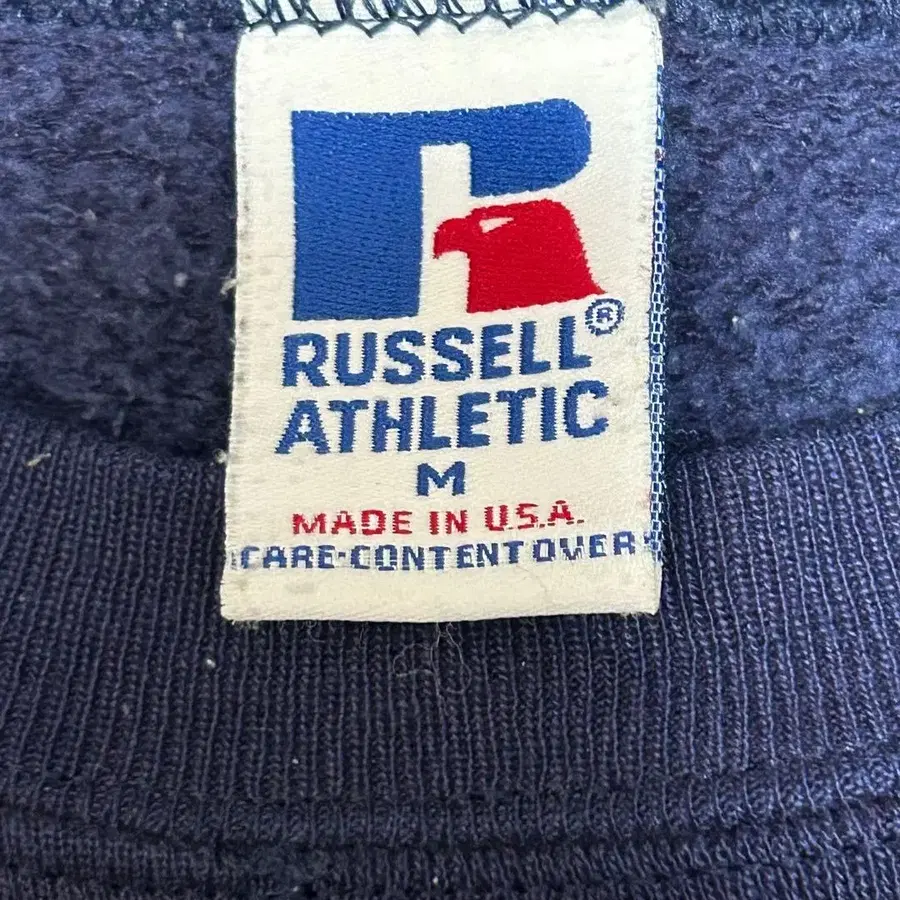 RUSSELL®
ATHLETIC
M
MADE IN U.S.A.
CARE-CONTENT OVER